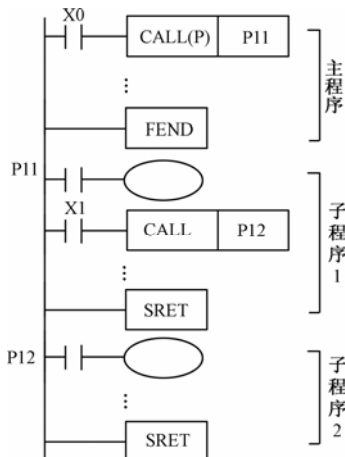 X0
CALL(P) P11
⋮
FEND
主程序
P11
X1
CALL P12
⋮
SRET
子程序1
P12
⋮
SRET
子程序2